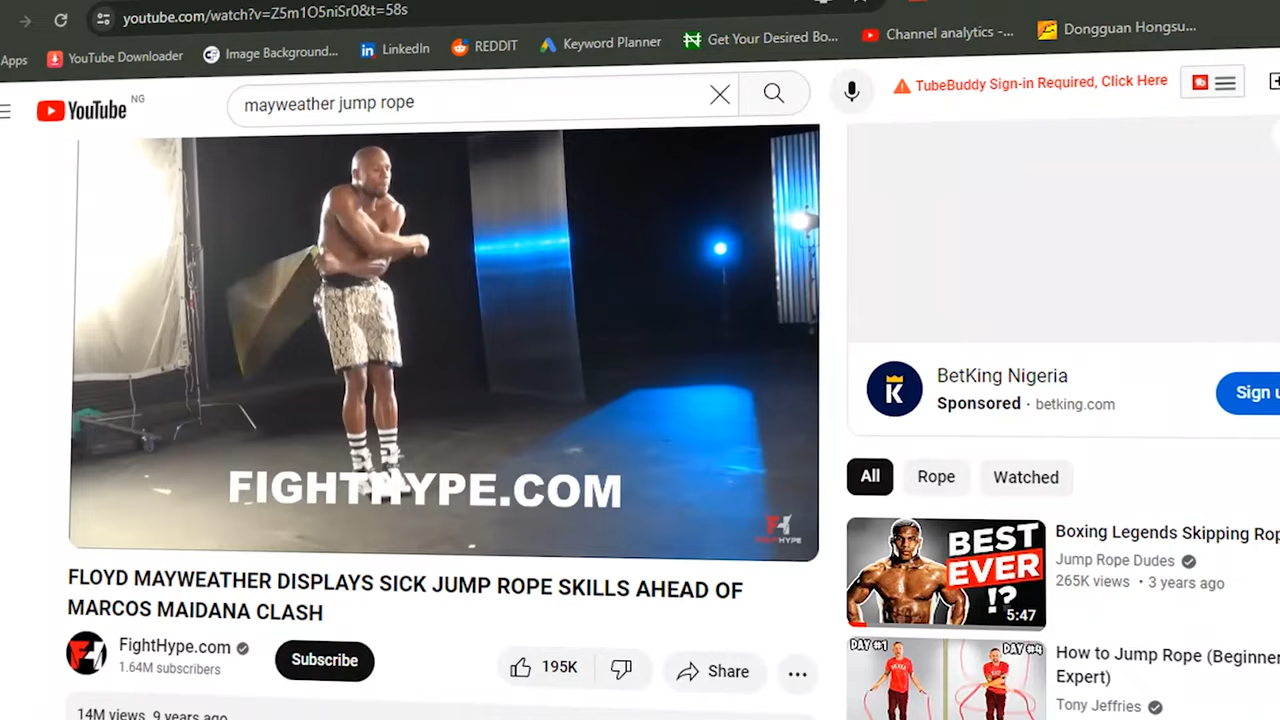 youtube.com/watch?v=Z5m1O5niSr0&t=58s
Apps
YouTube Downloader
Image Background...
LinkedIn
REDDIT
Keyword Planner
Get Your Desired Bo...
Channel analytics -...
Dongguan Hongsu...
YouTube NG
mayweather jump rope
TubeBuddy Sign-in Required, Click Here
FIGHTHYPE.COM
BetKing Nigeria
Sponsored · betking.com
Sign u
All
Rope
Watched
BEST
EVER
!?
5:47
Boxing Legends Skipping Rop
Jump Rope Dudes
265K views • 3 years ago
DAY #1
DAY #4
How to Jump Rope (Beginner
Expert)
Tony Jeffries
FLOYD MAYWEATHER DISPLAYS SICK JUMP ROPE SKILLS AHEAD OF
MARCOS MAIDANA CLASH
FightHype.com
1.64M subscribers
Subscribe
195K
Share
14M views 9 years ago